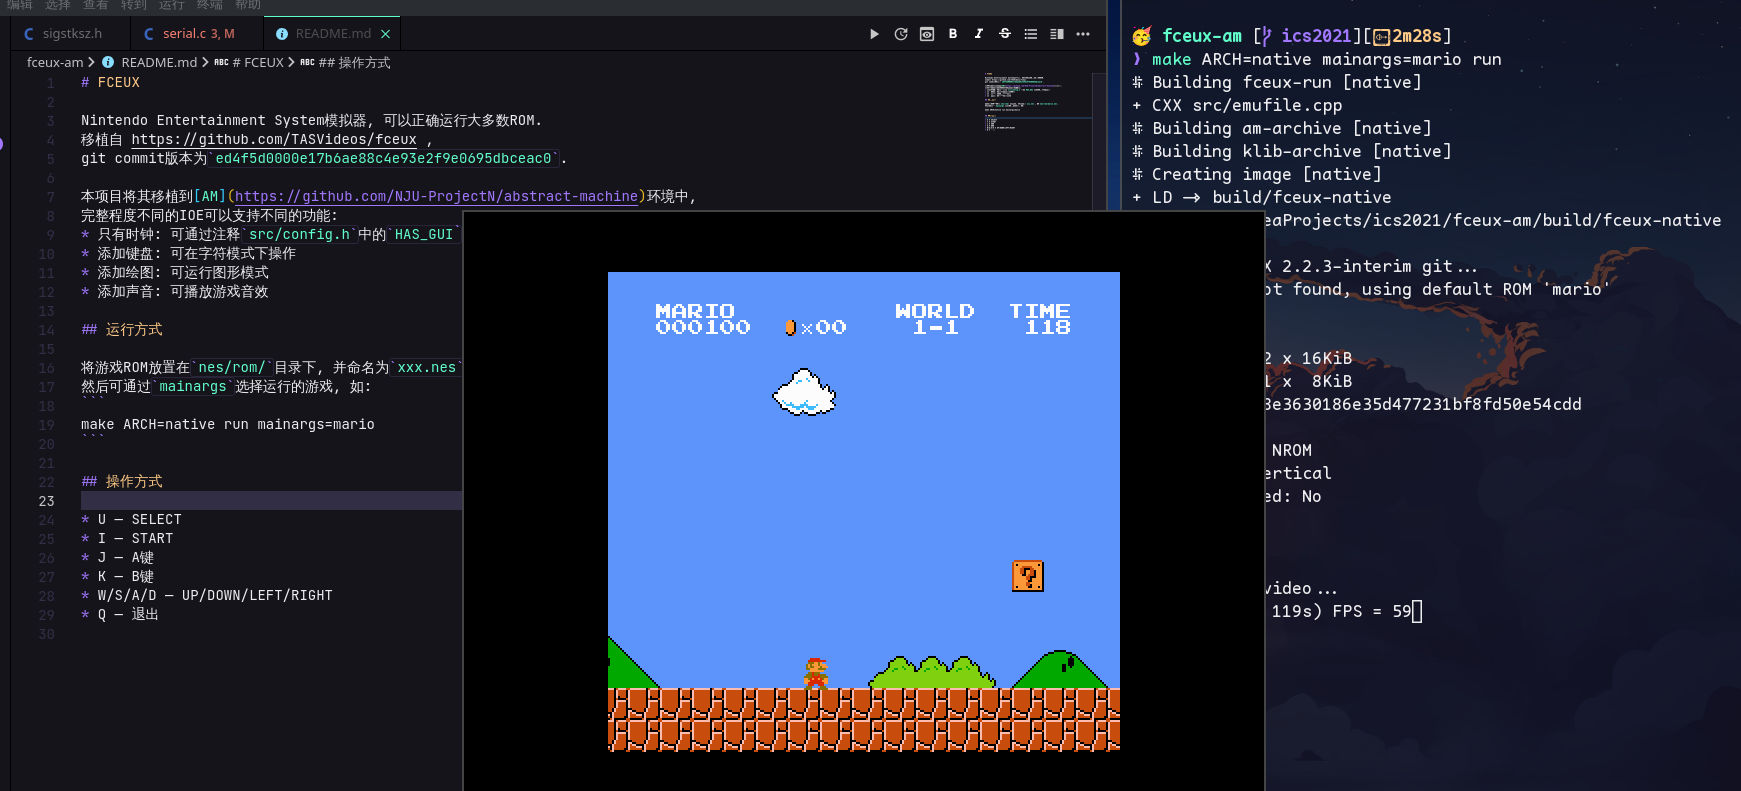 编辑 选择 查看 转到 运行 终端 帮助
sigstksz.h
serial.c 3, M
README.md
B I S
fceux-am > README.md > # FCEUX > ## 操作方式
1 # FCEUX
2
3 Nintendo Entertainment System模拟器, 可以正确运行大多数ROM.
4 移植自 https://github.com/TASVideos/fceux ,
5 git commit版本为`ed4f5d0000e17b6ae88c4e93e2f9e0695dbceac0`.
6
7 本项目将其移植到[AM](https://github.com/NJU-ProjectN/abstract-machine)环境中,
8 完整程度不同的IOE可以支持不同的功能:
9 * 只有时钟: 可通过注释`src/config.h`中的`HAS_GUI`
10 * 添加键盘: 可在字符模式下操作
11 * 添加绘图: 可运行图形模式
12 * 添加声音: 可播放游戏音效
13
14 ## 运行方式
15
16 将游戏ROM放置在`nes/rom/`目录下, 并命名为`xxx.nes`
17 然后可通过`mainargs`选择运行的游戏, 如:
18 ```
19 make ARCH=native run mainargs=mario
20 ```
21
22 ## 操作方式
23
24 * U — SELECT
25 * I — START
26 * J — A键
27 * K — B键
28 * W/S/A/D — UP/DOWN/LEFT/RIGHT
29 * Q — 退出
30
MARIO WORLD TIME
000100 x00 1-1 118
?
fceux-am [ ics2021][ 2m28s]
❱ make ARCH=native mainargs=mario run
# Building fceux-run [native]
+ CXX src/emufile.cpp
# Building am-archive [native]
# Building klib-archive [native]
# Creating image [native]
+ LD → build/fceux-native
eaProjects/ics2021/fceux-am/build/fceux-native
X 2.2.3-interim git...
ot found, using default ROM 'mario'
2 x 16KiB
1 x 8KiB
3e3630186e35d477231bf8fd50e54cdd
NROM
ertical
ed: No
video...
119s) FPS = 59